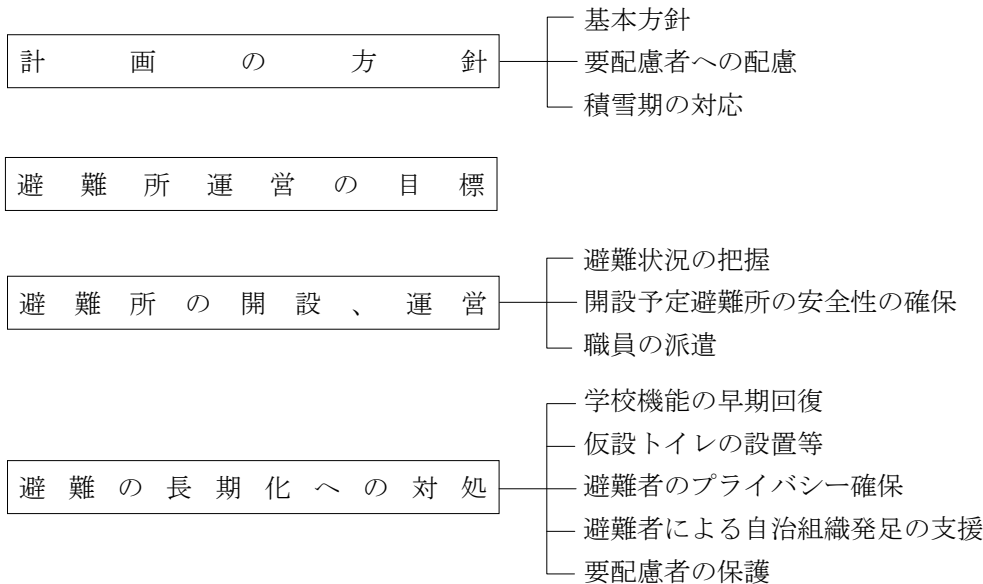 計画の方針
基本方針
要配慮者への配慮
積雪期の対応
避難所運営の目標
避難所の開設、運営
避難状況の把握
開設予定避難所の安全性の確保
職員の派遣
避難の長期化への対処
学校機能の早期回復
仮設トイレの設置等
避難者のプライバシー確保
避難者による自治組織発足の支援
要配慮者の保護